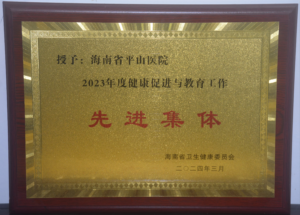 授予：海南省平山医院
2023年度健康促进与教育工作
先进集体
海南省卫生健康委员会
二〇二四年三月